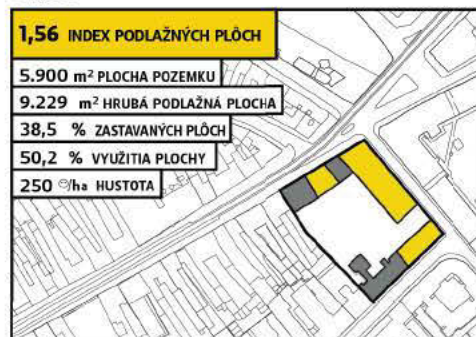 1,56 INDEX PODLAŽNÝCH PLÔCH
5.900 m² PLOCHA POZEMKU
9.229 m² HRUBÁ PODLAŽNÁ PLOCHA
38,5 % ZASTAVANÝCH PLÔCH
50,2 % VYUŽITIA PLOCHY
250 /ha HUSTOTA